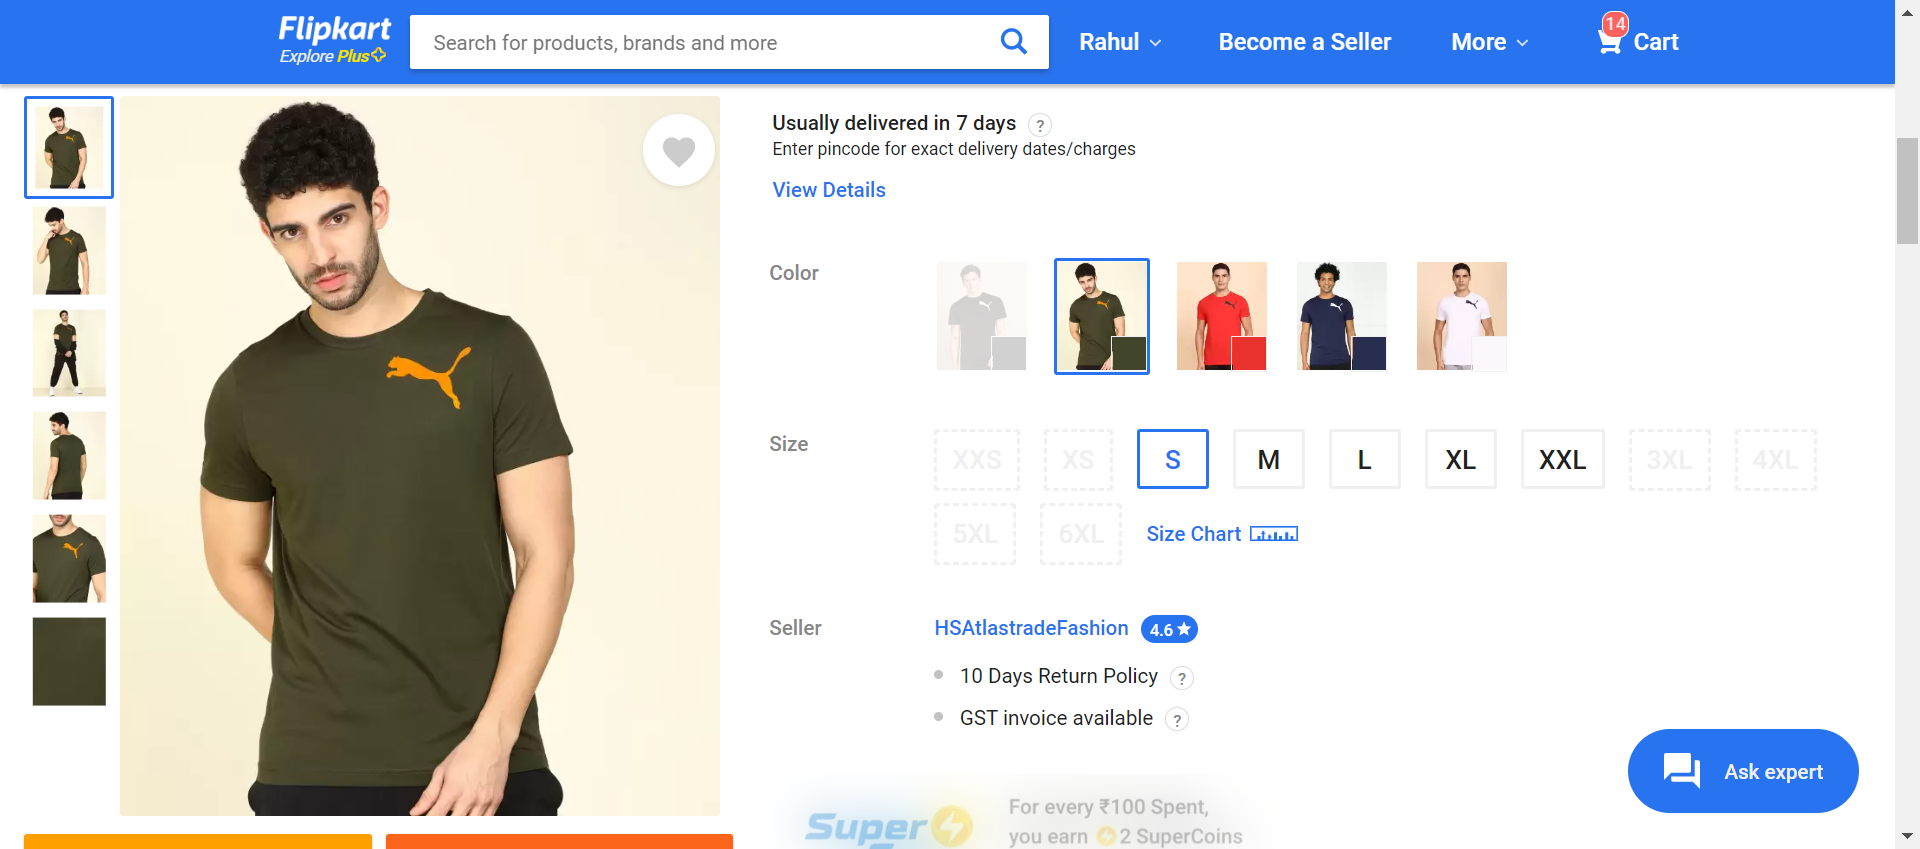 Flipkart
Explore Plus
Search for products, brands and more
Rahul
Become a Seller
More
14
Cart
Usually delivered in 7 days ?
Enter pincode for exact delivery dates/charges
View Details
Color
Size
XXS XS S M L XL XXL 3XL 4XL
5XL 6XL Size Chart
Seller
HSAtlastradeFashion 4.6
10 Days Return Policy ?
GST invoice available ?
Super
For every ₹100 Spent,
you earn 2 SuperCoins
Ask expert